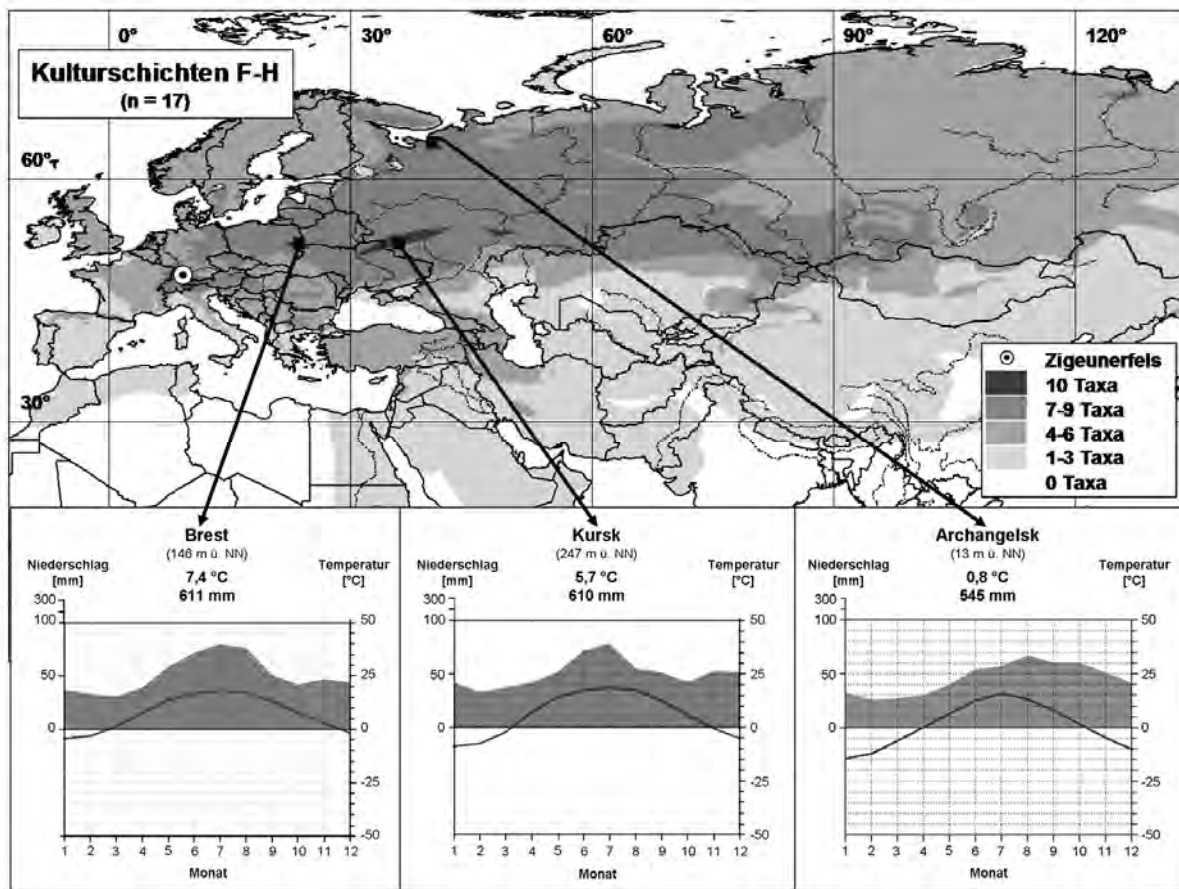 0° 30° 60° 90° 120°
Kulturschichten F-H
(n = 17)
60°
30°
Zigeunerfels
10 Taxa
7-9 Taxa
4-6 Taxa
1-3 Taxa
0 Taxa
Brest
(146 m ü. NN)
Niederschlag
[mm]
Temperatur
[°C]
7,4 °C
611 mm
300
100
50
0
50
25
0
-25
-50
1 2 3 4 5 6 7 8 9 10 11 12
Monat
Kursk
(247 m ü. NN)
Niederschlag
[mm]
Temperatur
[°C]
5,7 °C
610 mm
300
100
50
0
50
25
0
-25
-50
1 2 3 4 5 6 7 8 9 10 11 12
Monat
Archangelsk
(13 m ü. NN)
Niederschlag
[mm]
Temperatur
[°C]
0,8 °C
545 mm
300
100
50
0
50
25
0
-25
-50
1 2 3 4 5 6 7 8 9 10 11 12
Monat